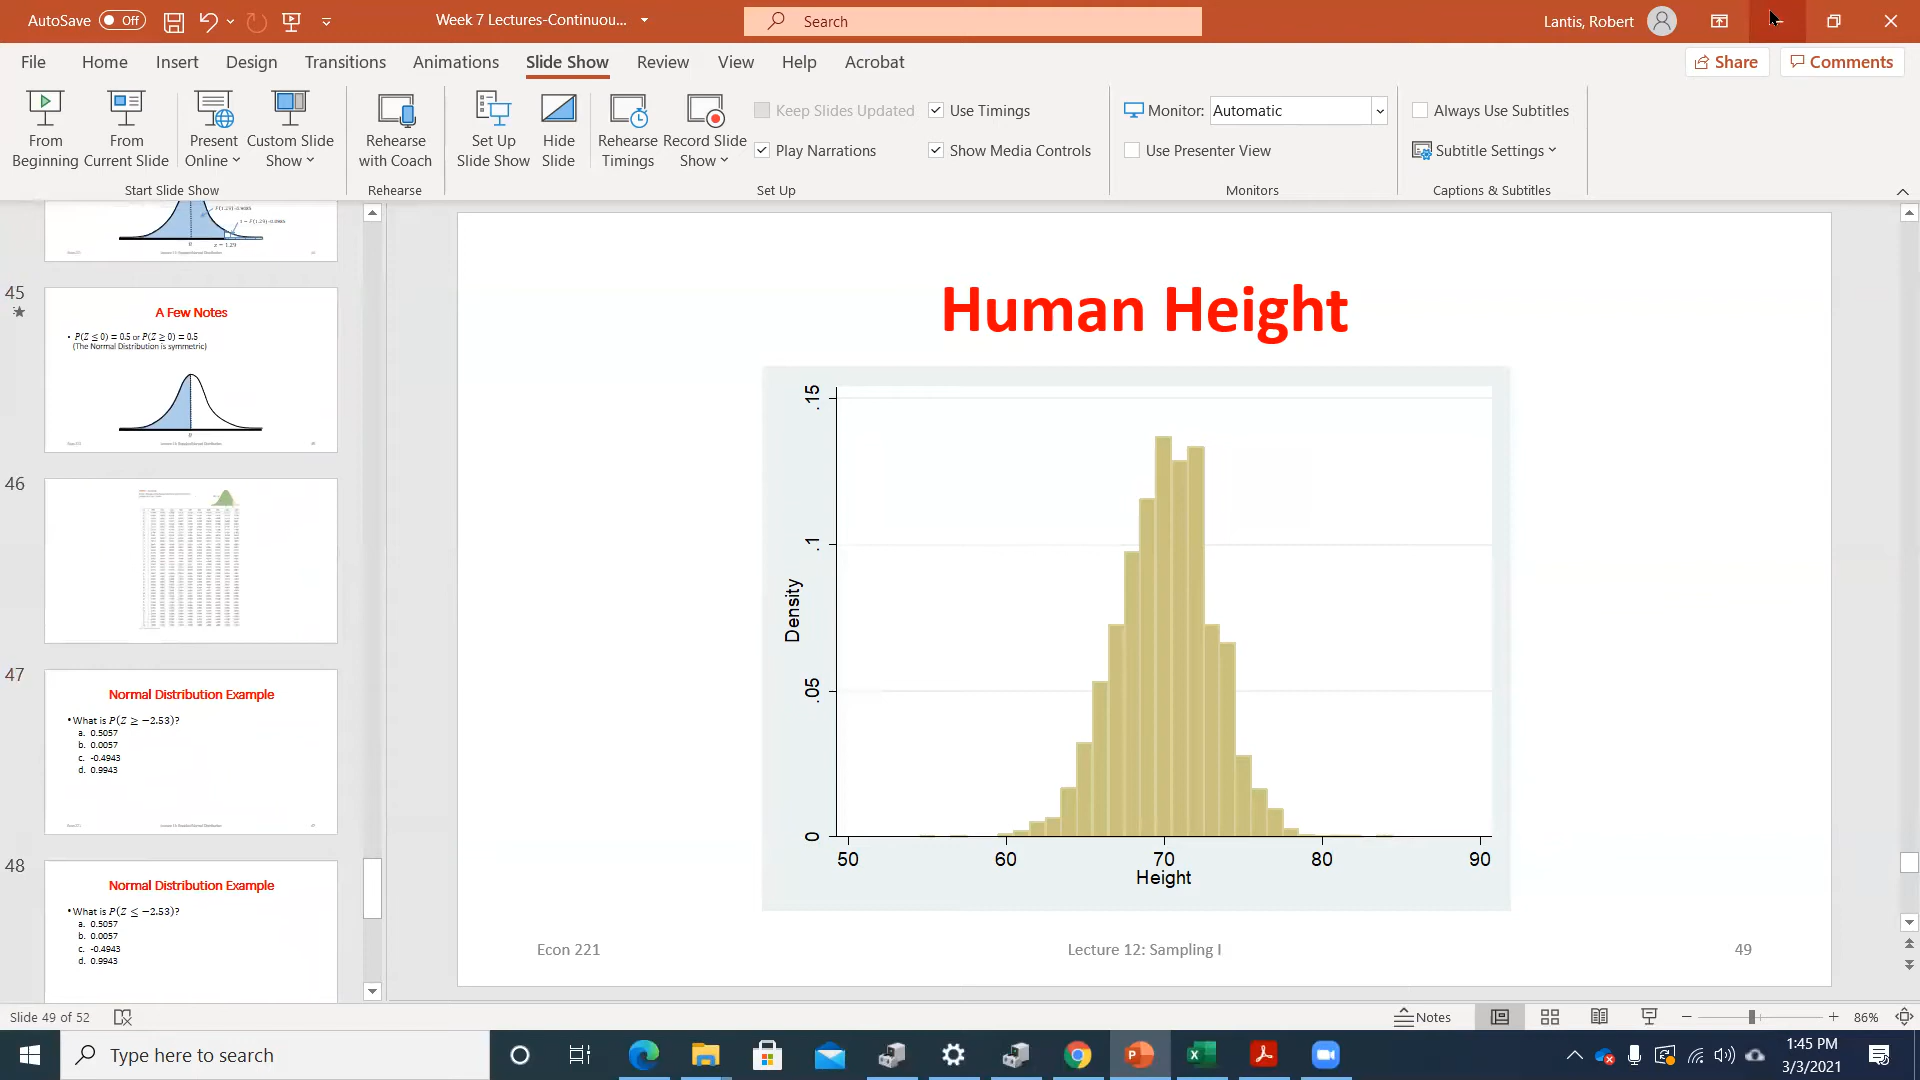 AutoSave Off
Week 7 Lectures-Continuou...
Search
Lantis, Robert
File Home Insert Design Transitions Animations Slide Show Review View Help Acrobat
Share Comments
From Beginning
From Current Slide
Present Online
Custom Slide Show
Start Slide Show
Rehearse with Coach
Rehearse
Set Up Slide Show
Hide Slide
Rehearse Timings
Record Slide Show
Keep Slides Updated
Play Narrations
Use Timings
Show Media Controls
Set Up
Monitor: Automatic
Use Presenter View
Monitors
Always Use Subtitles
Subtitle Settings
Captions & Subtitles
45
A Few Notes
• P(Z ≤ 0) = 0.5 or P(Z ≥ 0) = 0.5
(The Normal Distribution is symmetric)
46
47
Normal Distribution Example
•What is P(Z ≥ −2.53)?
a. 0.5057
b. 0.0057
c. -0.4943
d. 0.9943
48
Normal Distribution Example
•What is P(Z ≤ −2.53)?
a. 0.5057
b. 0.0057
c. -0.4943
d. 0.9943
Human Height
Density
.15
.1
.05
0
50 60 70 80 90
Height
Econ 221
Lecture 12: Sampling I
49
Slide 49 of 52
Notes
86%
Type here to search
1:45 PM
3/3/2021